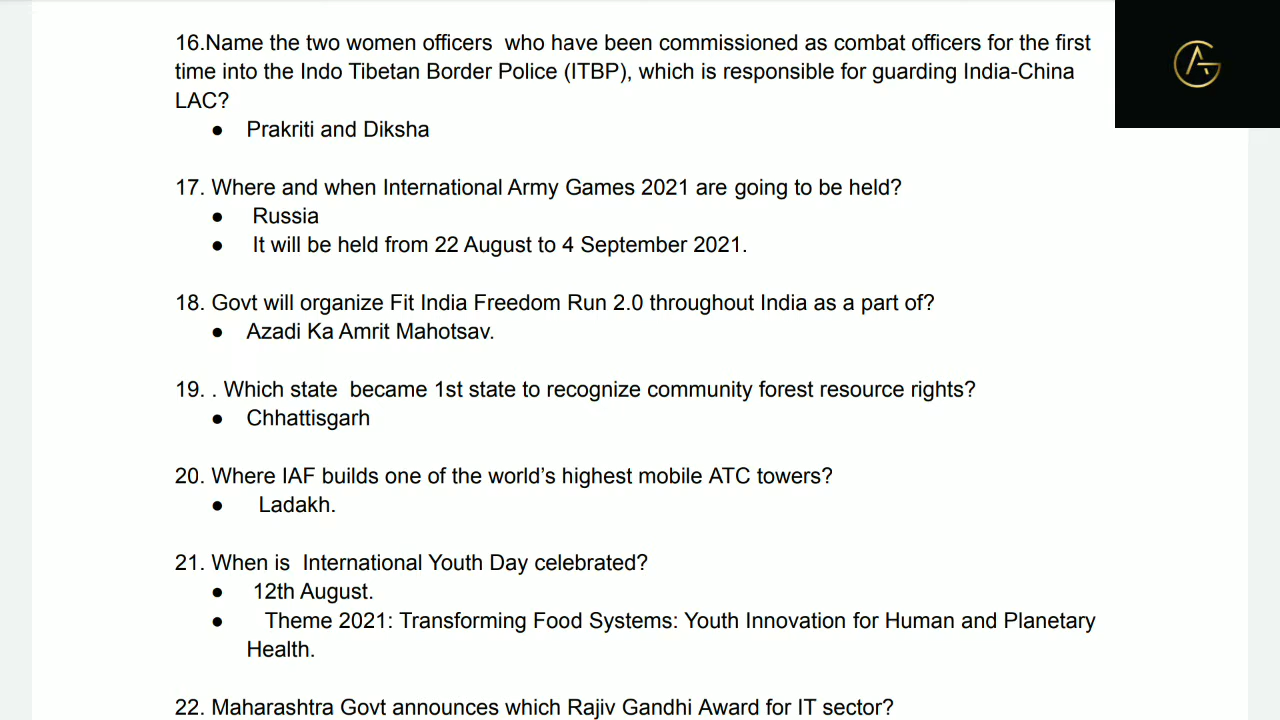 16.Name the two women officers  who have been commissioned as combat officers for the first
time into the Indo Tibetan Border Police (ITBP), which is responsible for guarding India-China
LAC?
● Prakriti and Diksha
17. Where and when International Army Games 2021 are going to be held?
● Russia
● It will be held from 22 August to 4 September 2021.
18. Govt will organize Fit India Freedom Run 2.0 throughout India as a part of?
● Azadi Ka Amrit Mahotsav.
19. . Which state  became 1st state to recognize community forest resource rights?
● Chhattisgarh
20. Where IAF builds one of the world’s highest mobile ATC towers?
● Ladakh.
21. When is  International Youth Day celebrated?
● 12th August.
● Theme 2021: Transforming Food Systems: Youth Innovation for Human and Planetary
Health.
22. Maharashtra Govt announces which Rajiv Gandhi Award for IT sector?